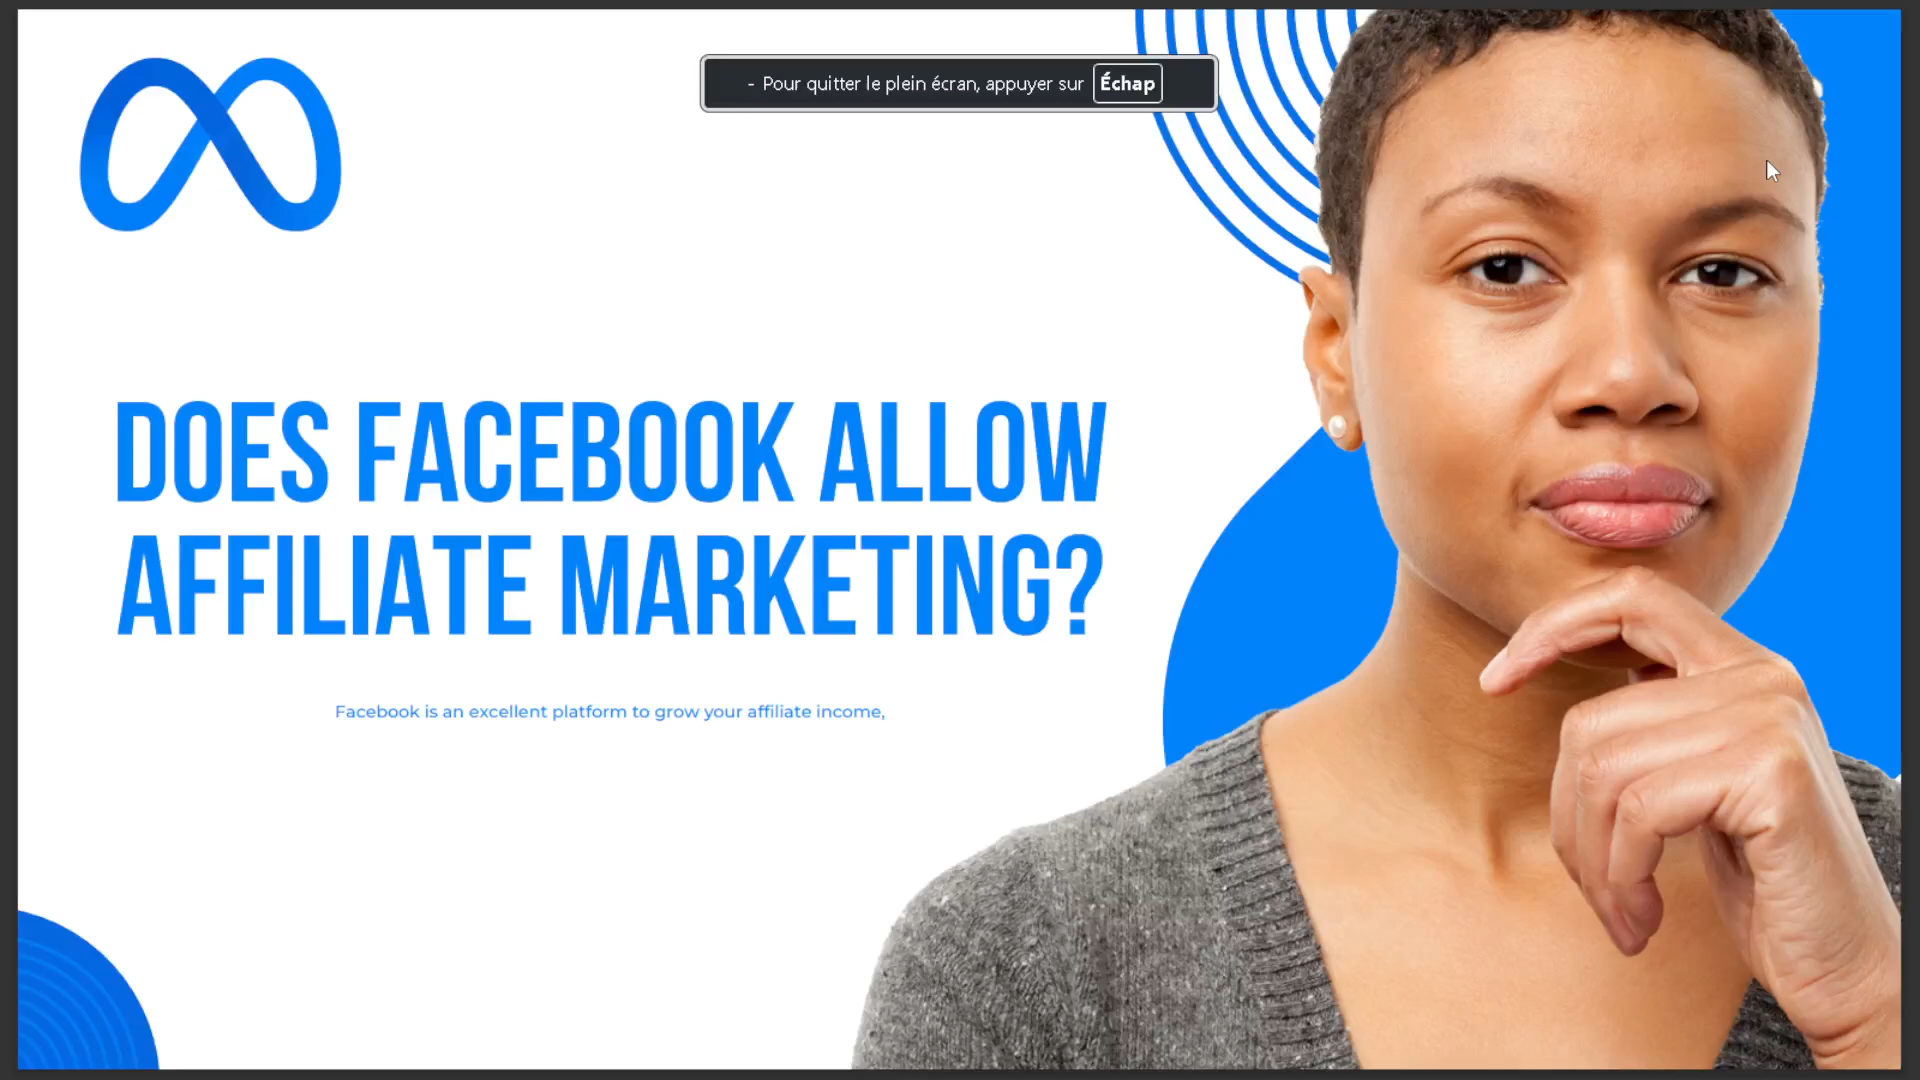 - Pour quitter le plein écran, appuyer sur Échap
DOES FACEBOOK ALLOW
AFFILIATE MARKETING?
Facebook is an excellent platform to grow your affiliate income,